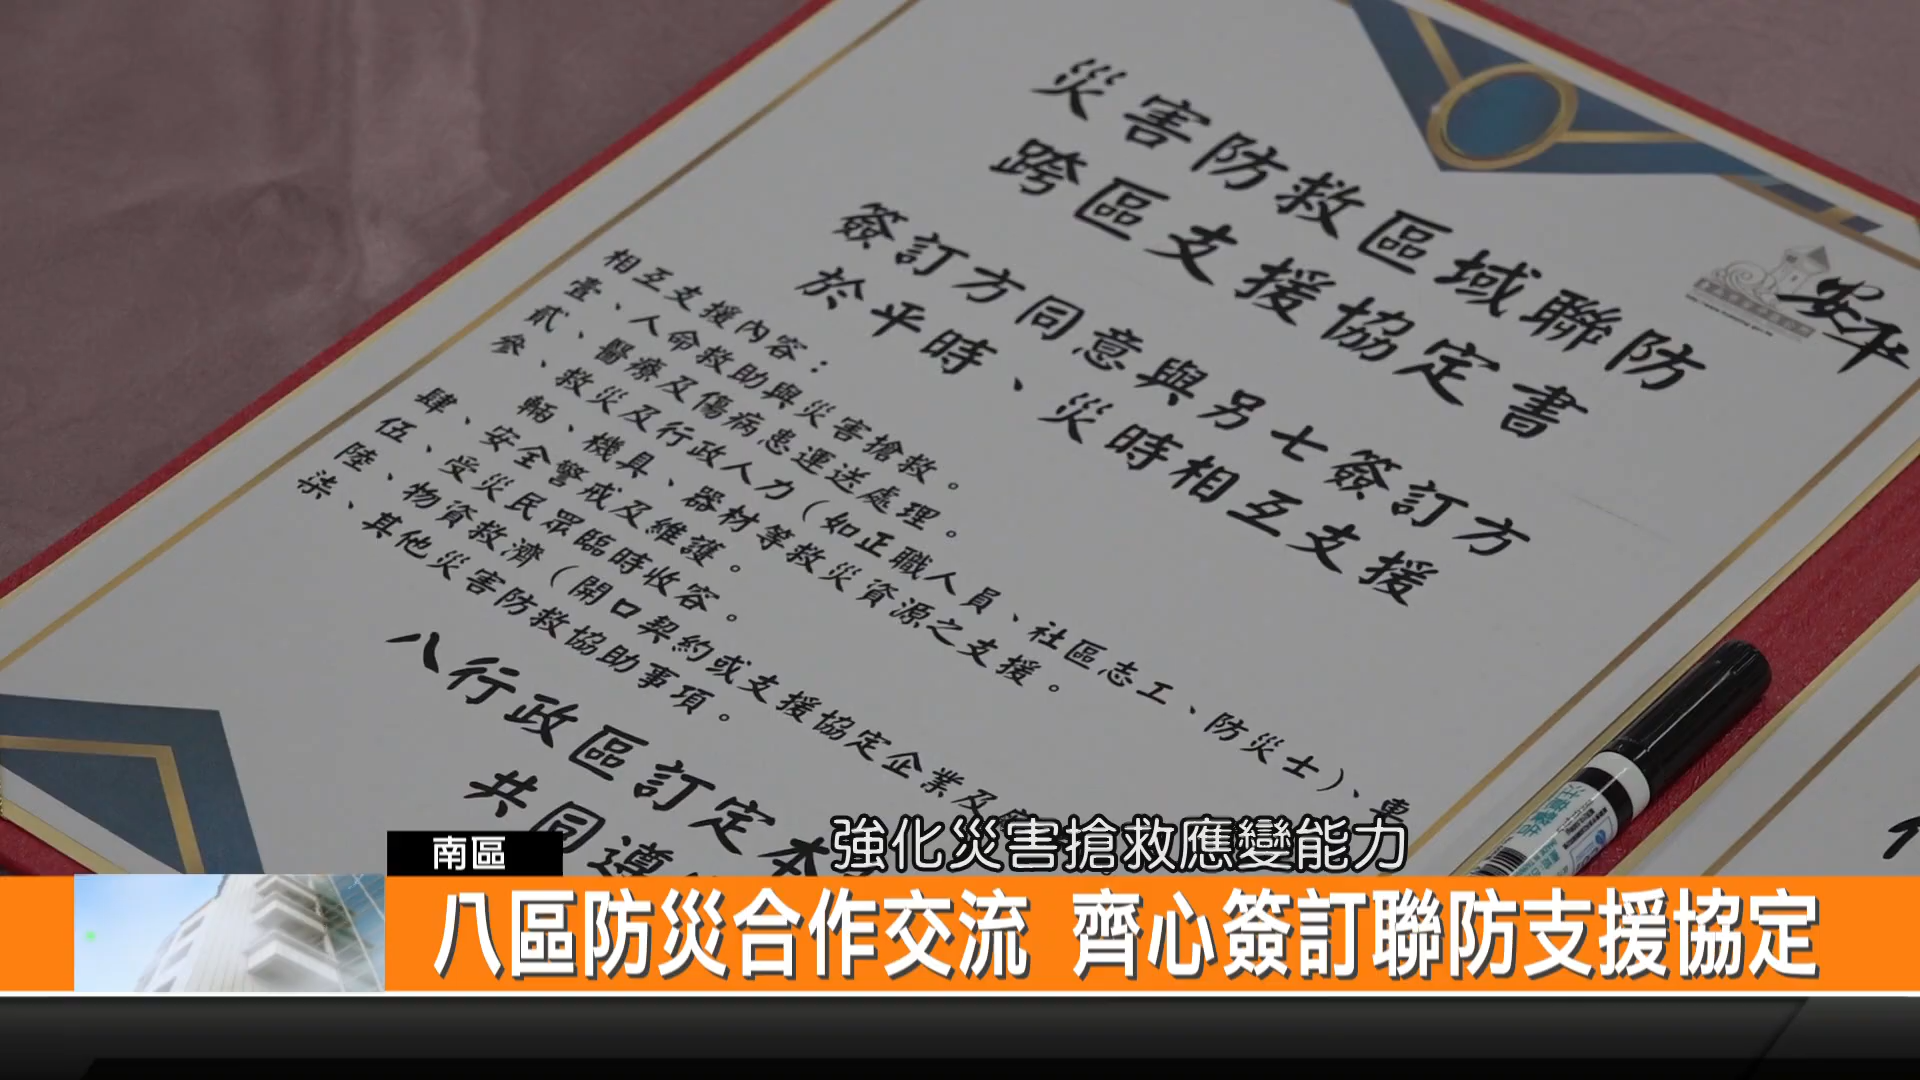 災害防救區域聯防
跨區支援協定書
安平
簽訂方同意與另七簽訂方
於平時、災時相互支援
相互支援內容：
壹、人命救助與災害搶救。
貳、醫療及傷病患運送處理。
參、救災及行政人力（如正職人員、社區志工、防災士）、車
輛、機具、器材等救災資源之支援。
肆、安全警戒及維護。
伍、受災民眾臨時收容。
陸、物資救濟（開口契約或支援協定企業及
柒、其他災害防救協助事項。
八行政區訂定本
共同遵
強化災害搶救應變能力
南區
八區防災合作交流 齊心簽訂聯防支援協定